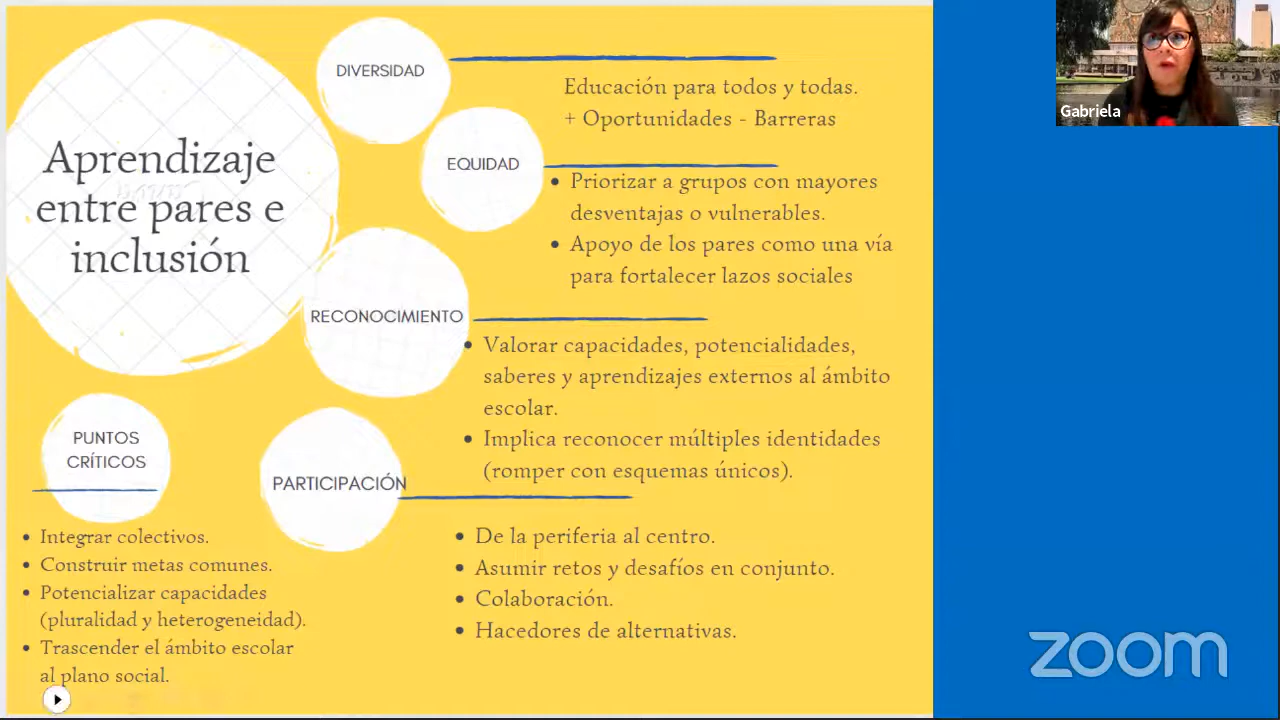 Aprendizaje
entre pares e
inclusión
DIVERSIDAD
Educación para todos y todas.
+ Oportunidades - Barreras
EQUIDAD
• Priorizar a grupos con mayores
desventajas o vulnerables.
• Apoyo de los pares como una vía
para fortalecer lazos sociales
RECONOCIMIENTO
• Valorar capacidades, potencialidades,
saberes y aprendizajes externos al ámbito
escolar.
• Implica reconocer múltiples identidades
(romper con esquemas únicos).
PARTICIPACIÓN
• De la periferia al centro.
• Asumir retos y desafíos en conjunto.
• Colaboración.
• Hacedores de alternativas.
PUNTOS
CRÍTICOS
• Integrar colectivos.
• Construir metas comunes.
• Potencializar capacidades
(pluralidad y heterogeneidad).
• Trascender el ámbito escolar
al plano social.
Gabriela
zoom